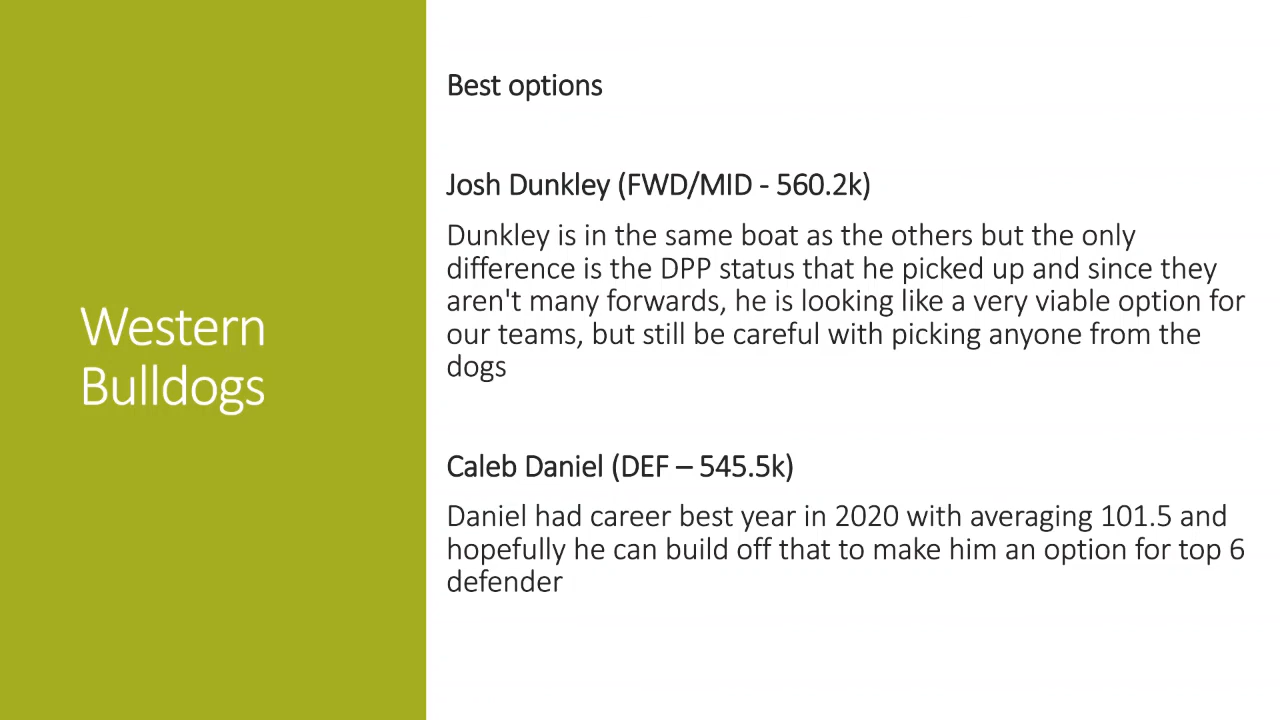 Western
Bulldogs
Best options
Josh Dunkley (FWD/MID - 560.2k)
Dunkley is in the same boat as the others but the only
difference is the DPP status that he picked up and since they
aren't many forwards, he is looking like a very viable option for
our teams, but still be careful with picking anyone from the
dogs
Caleb Daniel (DEF – 545.5k)
Daniel had career best year in 2020 with averaging 101.5 and
hopefully he can build off that to make him an option for top 6
defender